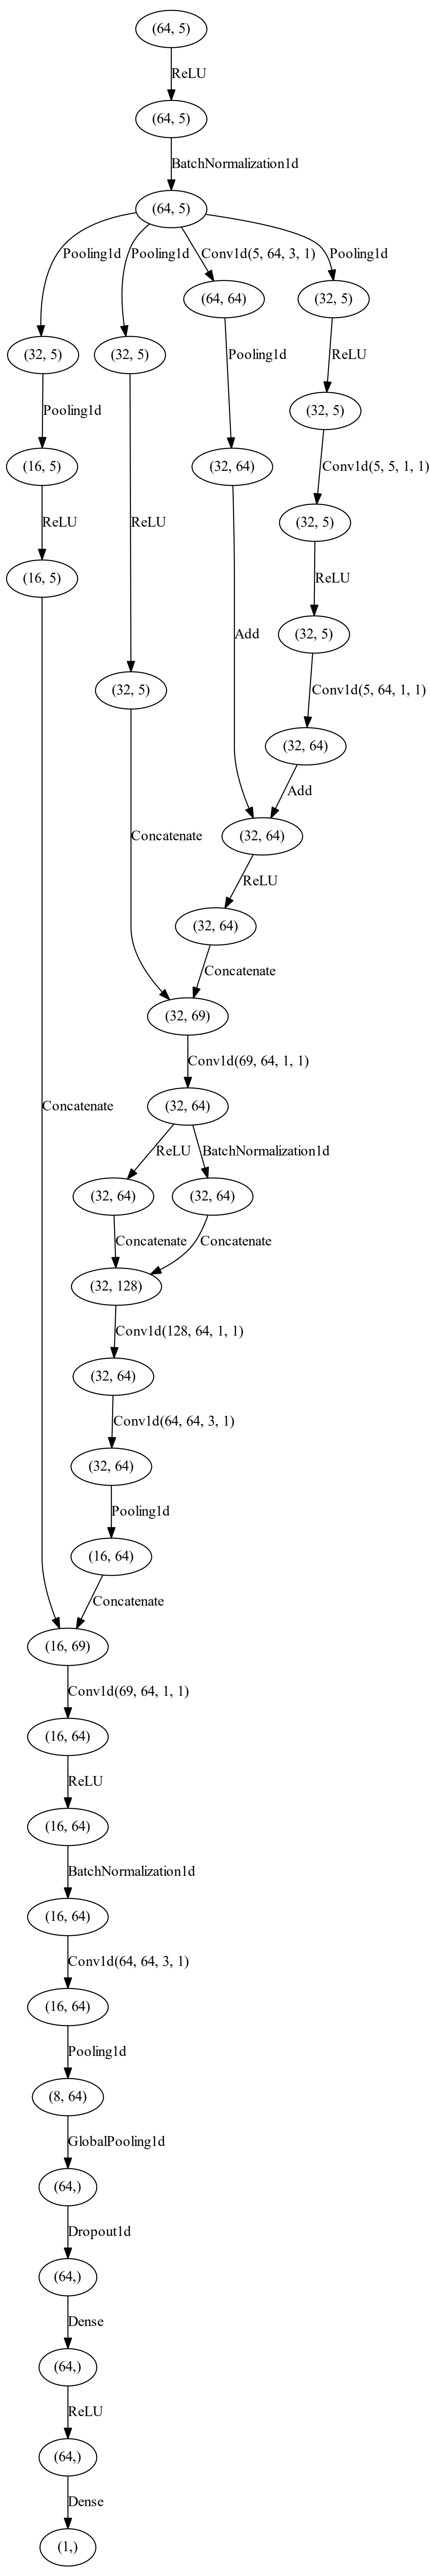 (64, 5)
ReLU
(64, 5)
BatchNormalization1d
(64, 5)
Pooling1d Pooling1d Conv1d(5, 64, 3, 1) Pooling1d
(64, 64) (32, 5)
(32, 5) (32, 5) Pooling1d ReLU
Pooling1d (32, 5)
(16, 5) (32, 64) Conv1d(5, 5, 1, 1)
ReLU ReLU (32, 5)
(16, 5) ReLU
Add (32, 5)
(32, 5) Conv1d(5, 64, 1, 1)
(32, 64)
Add
Concatenate (32, 64)
ReLU
(32, 64)
Concatenate
(32, 69)
Conv1d(69, 64, 1, 1)
Concatenate (32, 64)
ReLU BatchNormalization1d
(32, 64) (32, 64)
Concatenate Concatenate
(32, 128)
Conv1d(128, 64, 1, 1)
(32, 64)
Conv1d(64, 64, 3, 1)
(32, 64)
Pooling1d
(16, 64)
Concatenate
(16, 69)
Conv1d(69, 64, 1, 1)
(16, 64)
ReLU
(16, 64)
BatchNormalization1d
(16, 64)
Conv1d(64, 64, 3, 1)
(16, 64)
Pooling1d
(8, 64)
GlobalPooling1d
(64,)
Dropout1d
(64,)
Dense
(64,)
ReLU
(64,)
Dense
(1,)